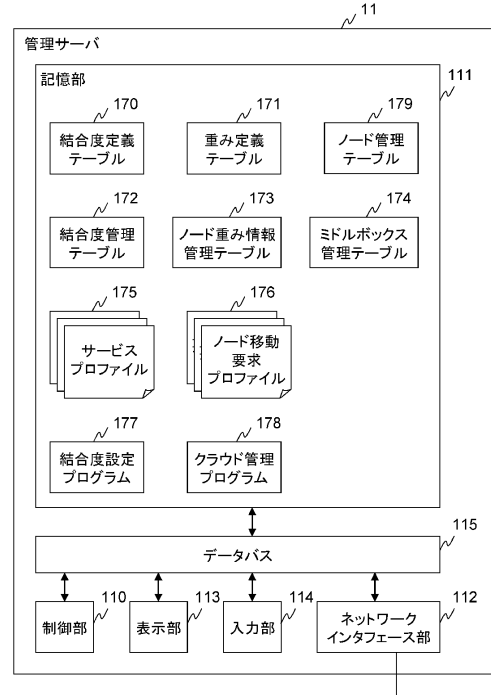 11
管理サーバ
111
記憶部
170
171
179
結合度定義
テーブル
重み定義
テーブル
ノード管理
テーブル
172
173
174
結合度管理
テーブル
ノード重み情報
管理テーブル
ミドルボックス
管理テーブル
175
176
サービス
プロファイル
ノード移動
要求
プロファイル
177
178
結合度設定
プログラム
クラウド管理
プログラム
115
データバス
110
113
114
112
制御部
表示部
入力部
ネットワーク
インタフェース部